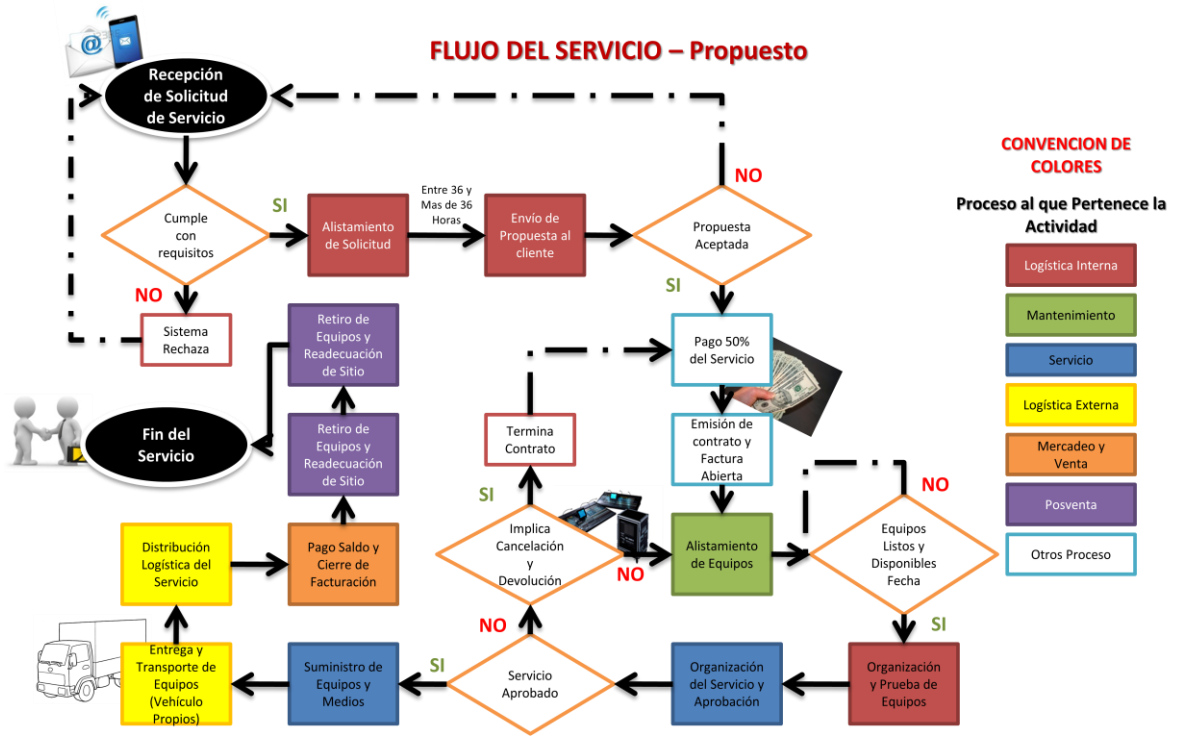 FLUJO DEL SERVICIO – Propuesto
Recepción
de Solicitud
de Servicio
Cumple
con
requisitos
SI
NO
Sistema
Rechaza
Alistamiento
de Solicitud
Entre 36 y
Mas de 36
Horas
Envío de
Propuesta al
cliente
Propuesta
Aceptada
NO
SI
Pago 50%
del Servicio
Emisión de
contrato y
Factura
Abierta
Alistamiento
de Equipos
Equipos
Listos y
Disponibles
Fecha
NO
SI
Organización
y Prueba de
Equipos
Organización
del Servicio y
Aprobación
Servicio
Aprobado
NO
SI
Implica
Cancelación
y
Devolución
NO
SI
Termina
Contrato
Suministro de
Equipos y
Medios
Entrega y
Transporte de
Equipos
(Vehículo
Propios)
Distribución
Logística del
Servicio
Pago Saldo y
Cierre de
Facturación
Retiro de
Equipos y
Readecuación
de Sitio
Retiro de
Equipos y
Readecuación
de Sitio
Fin del
Servicio
CONVENCION DE
COLORES
Proceso al que Pertenece la
Actividad
Logística Interna
Mantenimiento
Servicio
Logística Externa
Mercadeo y
Venta
Posventa
Otros Proceso